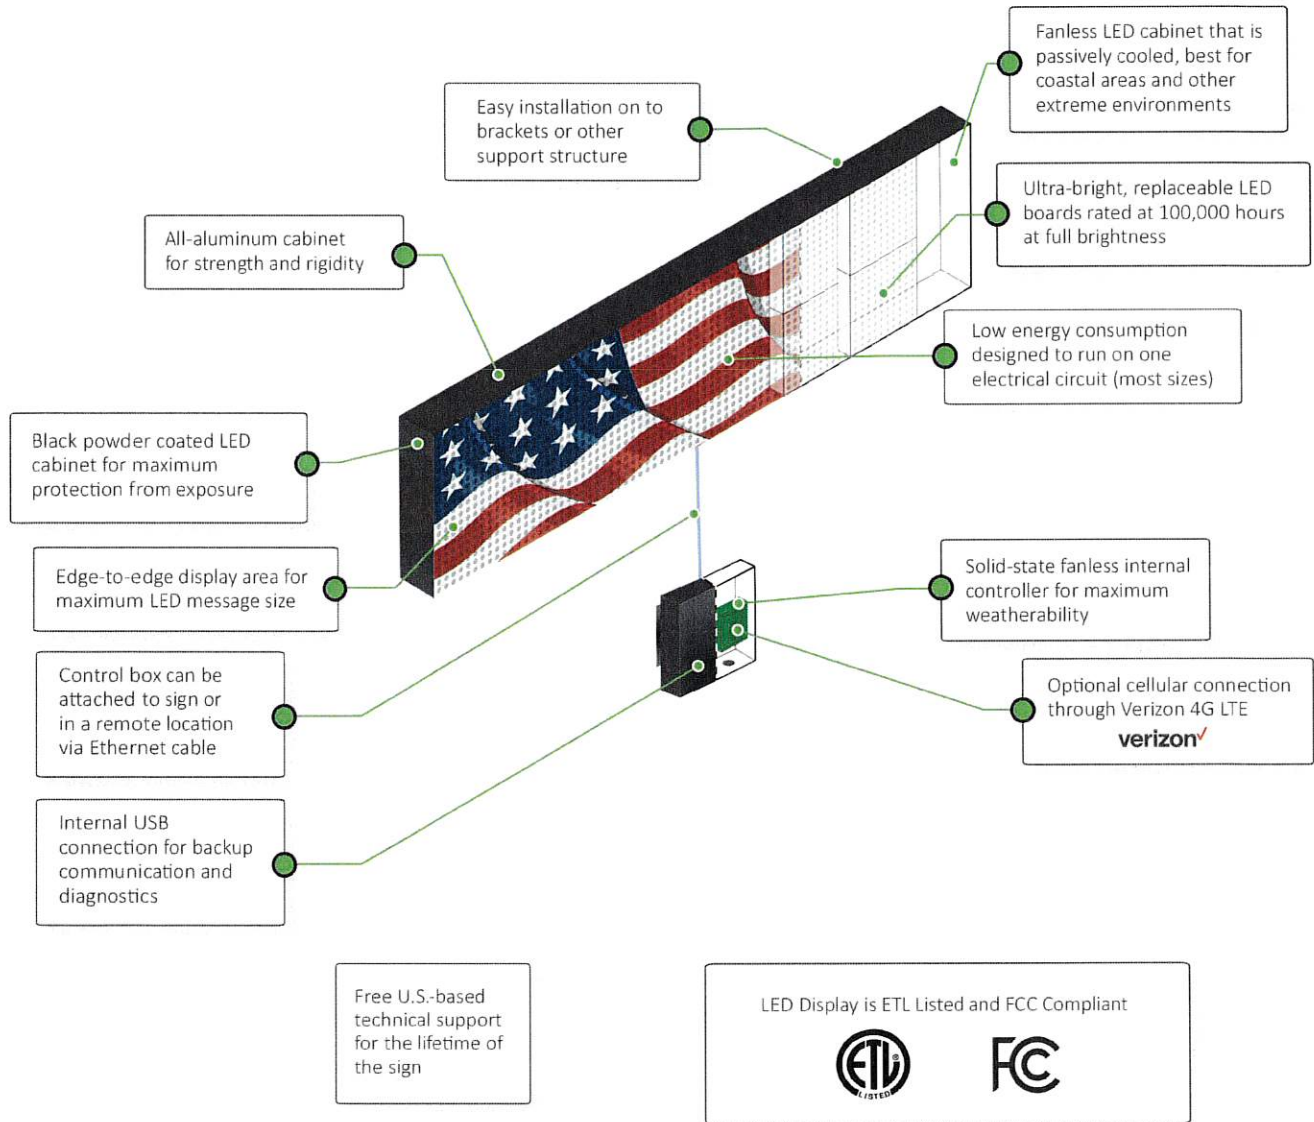 Fanless LED cabinet that is
passively cooled, best for
coastal areas and other
extreme environments
Easy installation on to
brackets or other
support structure
Ultra-bright, replaceable LED
boards rated at 100,000 hours
at full brightness
All-aluminum cabinet
for strength and rigidity
Low energy consumption
designed to run on one
electrical circuit (most sizes)
Black powder coated LED
cabinet for maximum
protection from exposure
Edge-to-edge display area for
maximum LED message size
Solid-state fanless internal
controller for maximum
weatherability
Control box can be
attached to sign or
in a remote location
via Ethernet cable
Optional cellular connection
through Verizon 4G LTE
verizon✓
Internal USB
connection for backup
communication and
diagnostics
Free U.S.-based
technical support
for the lifetime of
the sign
LED Display is ETL Listed and FCC Compliant
ETL®
LISTED
FCC